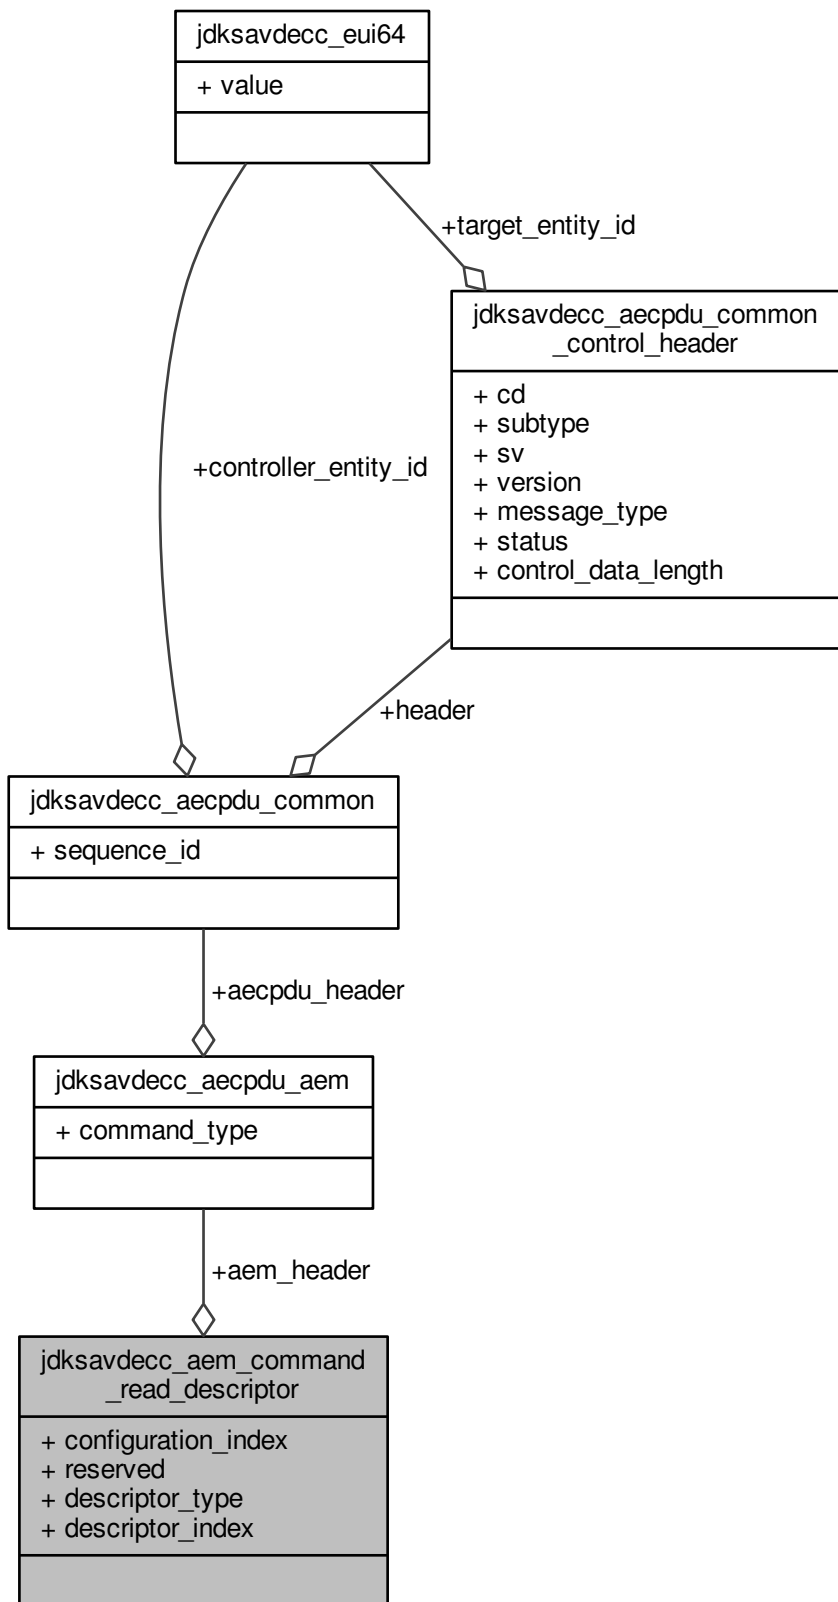 jdksavdecc_eui64
+ value
+target_entity_id
jdksavdecc_aecpdu_common
_control_header
+ cd
+ subtype
+ sv
+ version
+ message_type
+ status
+ control_data_length
+controller_entity_id
+header
jdksavdecc_aecpdu_common
+ sequence_id
+aecpdu_header
jdksavdecc_aecpdu_aem
+ command_type
+aem_header
jdksavdecc_aem_command
_read_descriptor
+ configuration_index
+ reserved
+ descriptor_type
+ descriptor_index